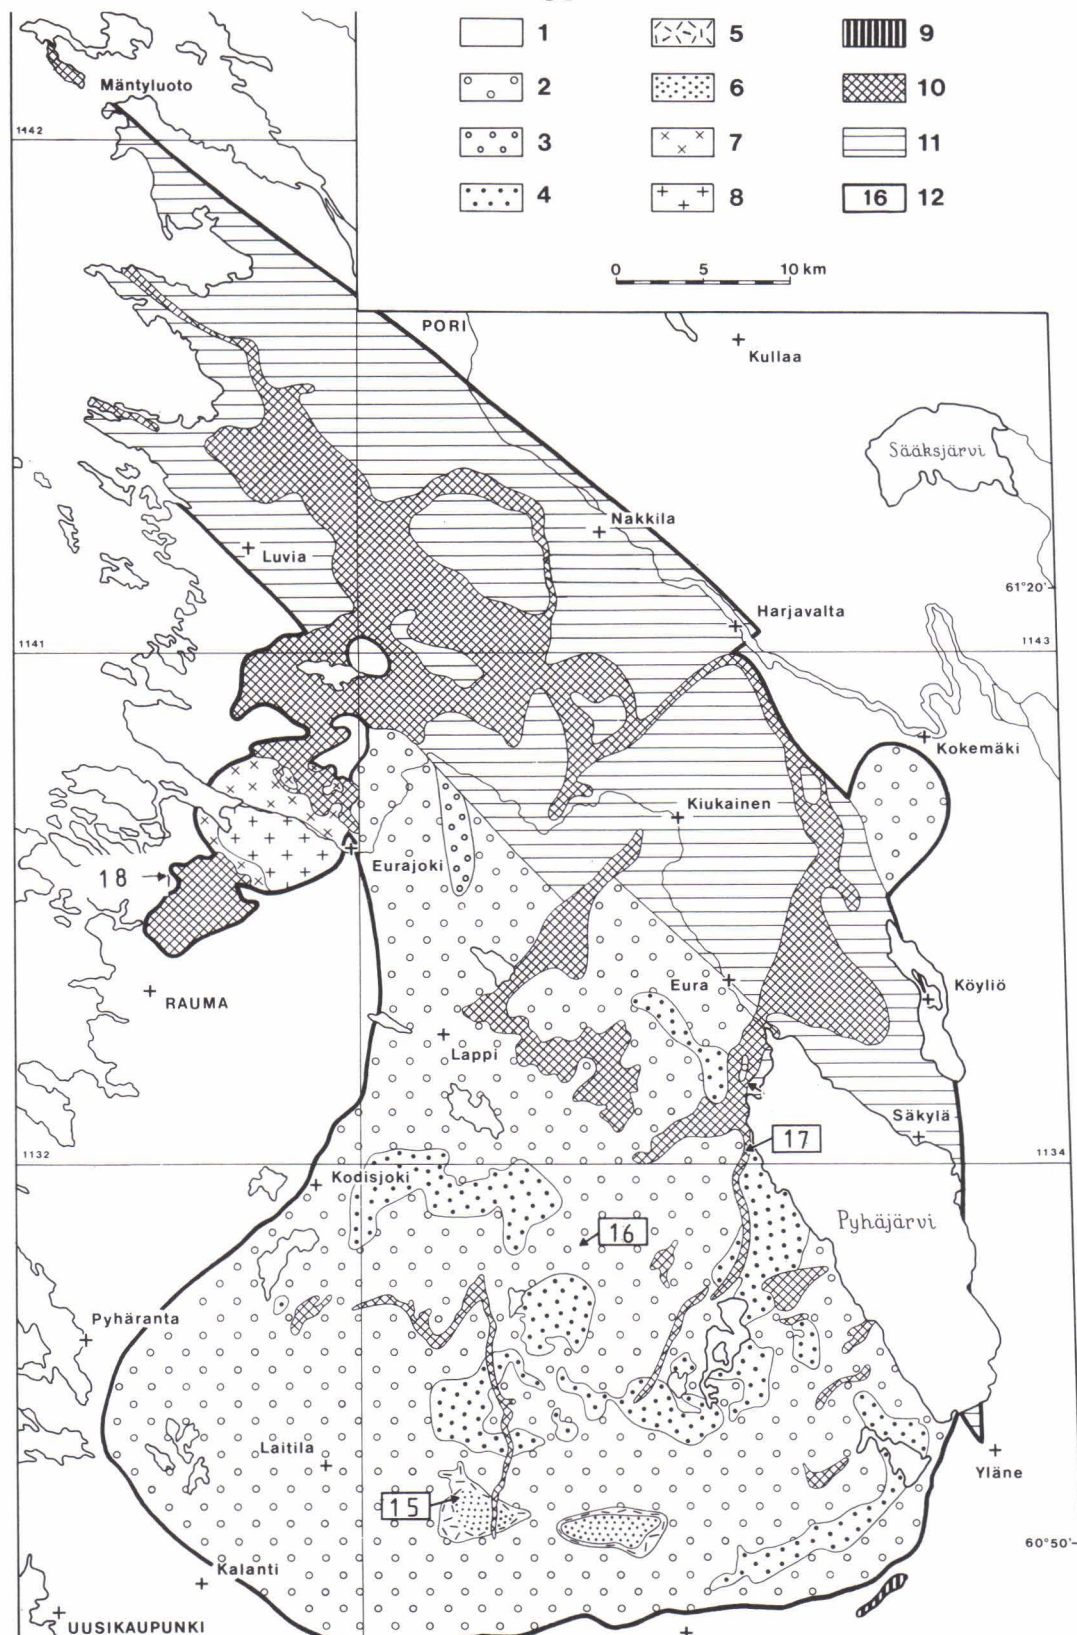 1
2
3
4
5
6
7
8
9
10
11
16 12
0 5 10 km
Mäntyluoto
1442
PORI
Kullaa
Sääksjärvi
Nakkila
Luvia
61°20'
Harjavalta
1141
1143
Kokemäki
Kiukainen
Eurajoki
18
RAUMA
Eura
Köyliö
Lappi
Säkylä
17
1132
1134
Kodisjoki
Pyhäjärvi
16
Pyhäranta
Laitila
Yläne
15
60°50'
Kalanti
UUSIKAUPUNKI